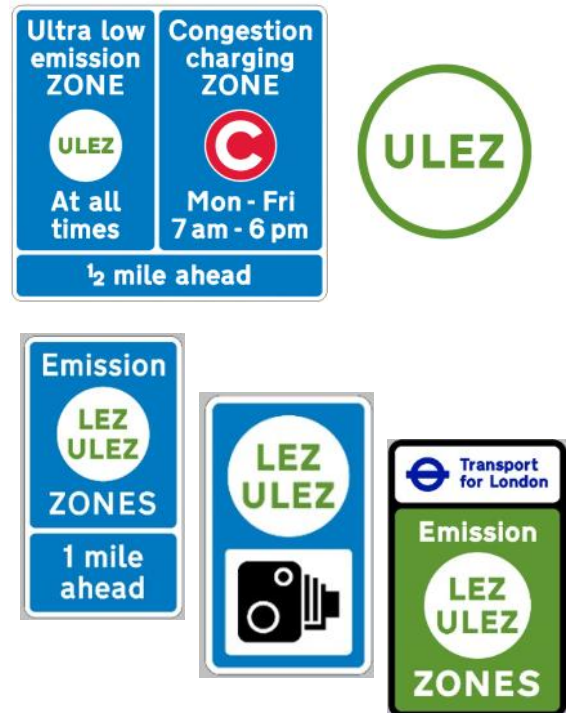 Ultra low
emission
ZONE
ULEZ
At all
times
Congestion
charging
ZONE
C
Mon - Fri
7 am - 6 pm
½ mile ahead
ULEZ
Emission
LEZ
ULEZ
ZONES
1 mile
ahead
LEZ
ULEZ
Transport
for London
Emission
LEZ
ULEZ
ZONES